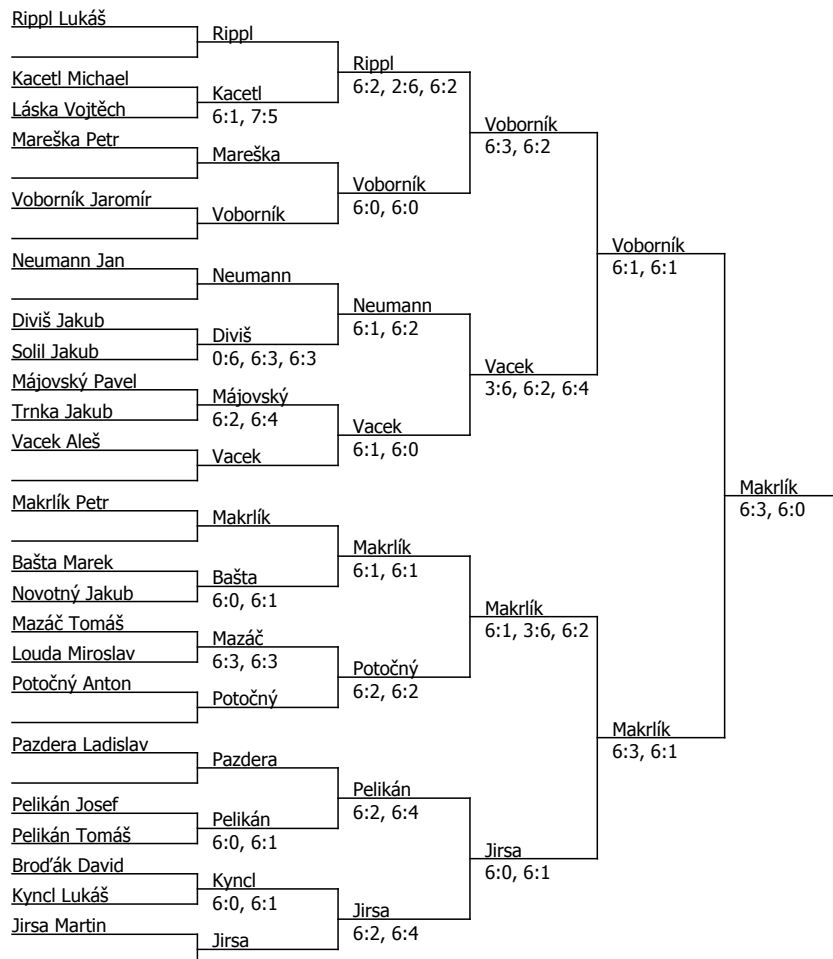 Rippl Lukáš
Rippl
Rippl
6:2, 2:6, 6:2
Kacetl Michael
Kacetl
6:1, 7:5
Láska Vojtěch
Voborník
6:3, 6:2
Mareška Petr
Mareška
Voborník
6:0, 6:0
Voborník Jaromír
Voborník
Voborník
6:1, 6:1
Neumann Jan
Neumann
Neumann
6:1, 6:2
Diviš Jakub
Diviš
0:6, 6:3, 6:3
Solil Jakub
Vacek
3:6, 6:2, 6:4
Májovský Pavel
Májovský
6:2, 6:4
Trnka Jakub
Vacek
6:1, 6:0
Vacek Aleš
Vacek
Makrlík
6:3, 6:0
Makrlík Petr
Makrlík
Makrlík
6:1, 6:1
Bašta Marek
Bašta
6:0, 6:1
Novotný Jakub
Makrlík
6:1, 3:6, 6:2
Mazáč Tomáš
Mazáč
6:3, 6:3
Louda Miroslav
Potočný
6:2, 6:2
Potočný Anton
Potočný
Makrlík
6:3, 6:1
Pazdera Ladislav
Pazdera
Pelikán
6:2, 6:4
Pelikán Josef
Pelikán
6:0, 6:1
Pelikán Tomáš
Jirsa
6:0, 6:1
Broďák David
Kyncl
6:0, 6:1
Kyncl Lukáš
Jirsa
6:2, 6:4
Jirsa Martin
Jirsa